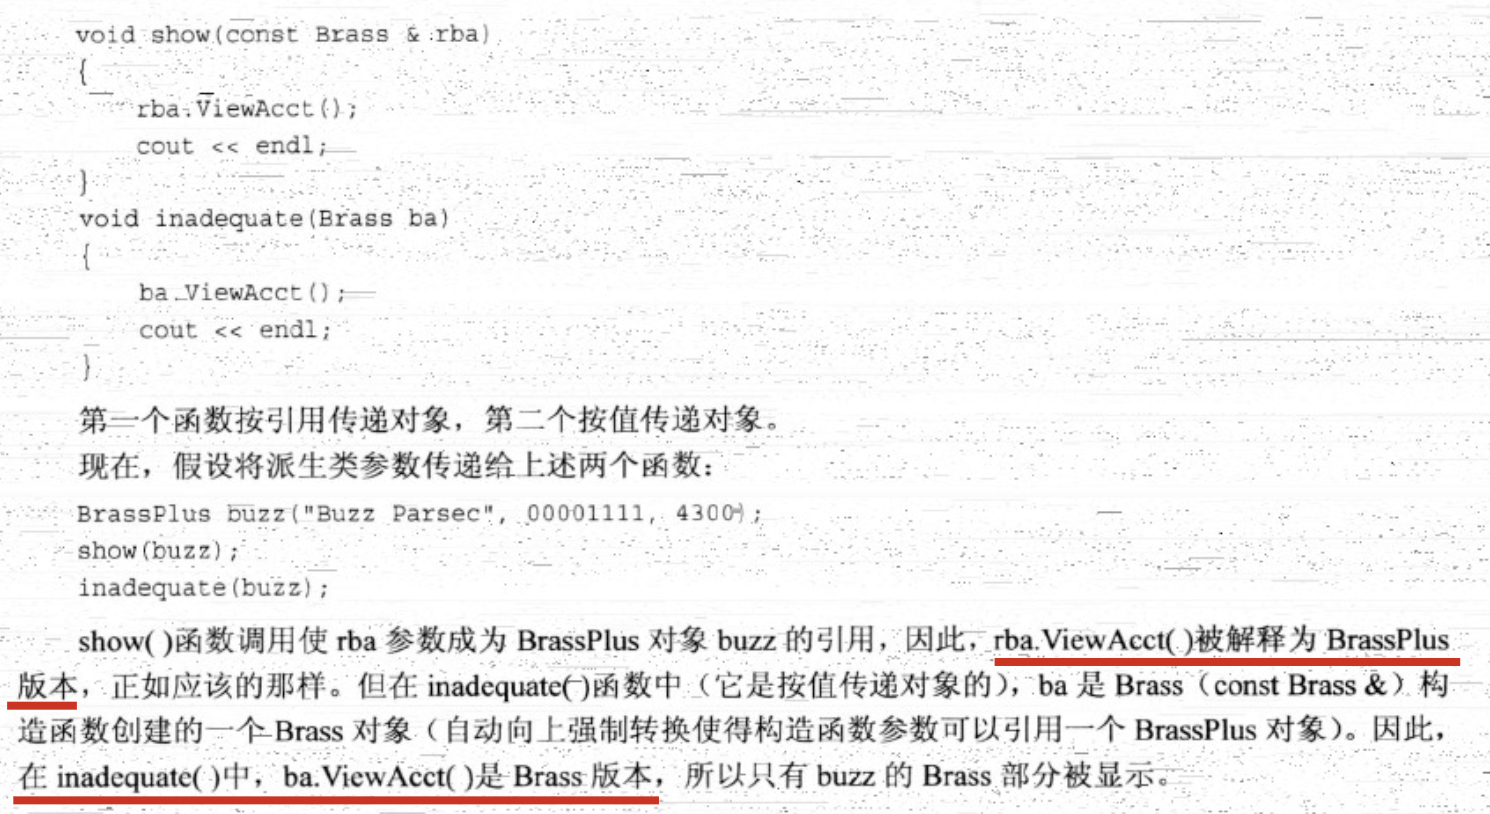 void show(const Brass & rba)
{
rba.ViewAcct();
cout << endl;
}
void inadequate(Brass ba)
{
ba.ViewAcct();
cout << endl;
}
第一个函数按引用传递对象，第二个按值传递对象。
现在，假设将派生类参数传递给上述两个函数：
BrassPlus buzz("Buzz Parsec", 00001111, 4300);
show(buzz);
inadequate(buzz);
show( )函数调用使 rba 参数成为 BrassPlus 对象 buzz 的引用，因此，rba.ViewAcct( )被解释为 BrassPlus
版本，正如应该的那样。但在 inadequate( )函数中（它是按值传递对象的），ba 是 Brass（const Brass &）构
造函数创建的一个 Brass 对象（自动向上强制转换使得构造函数参数可以引用一个 BrassPlus 对象）。因此，
在 inadequate( )中，ba.ViewAcct( )是 Brass 版本，所以只有 buzz 的 Brass 部分被显示。